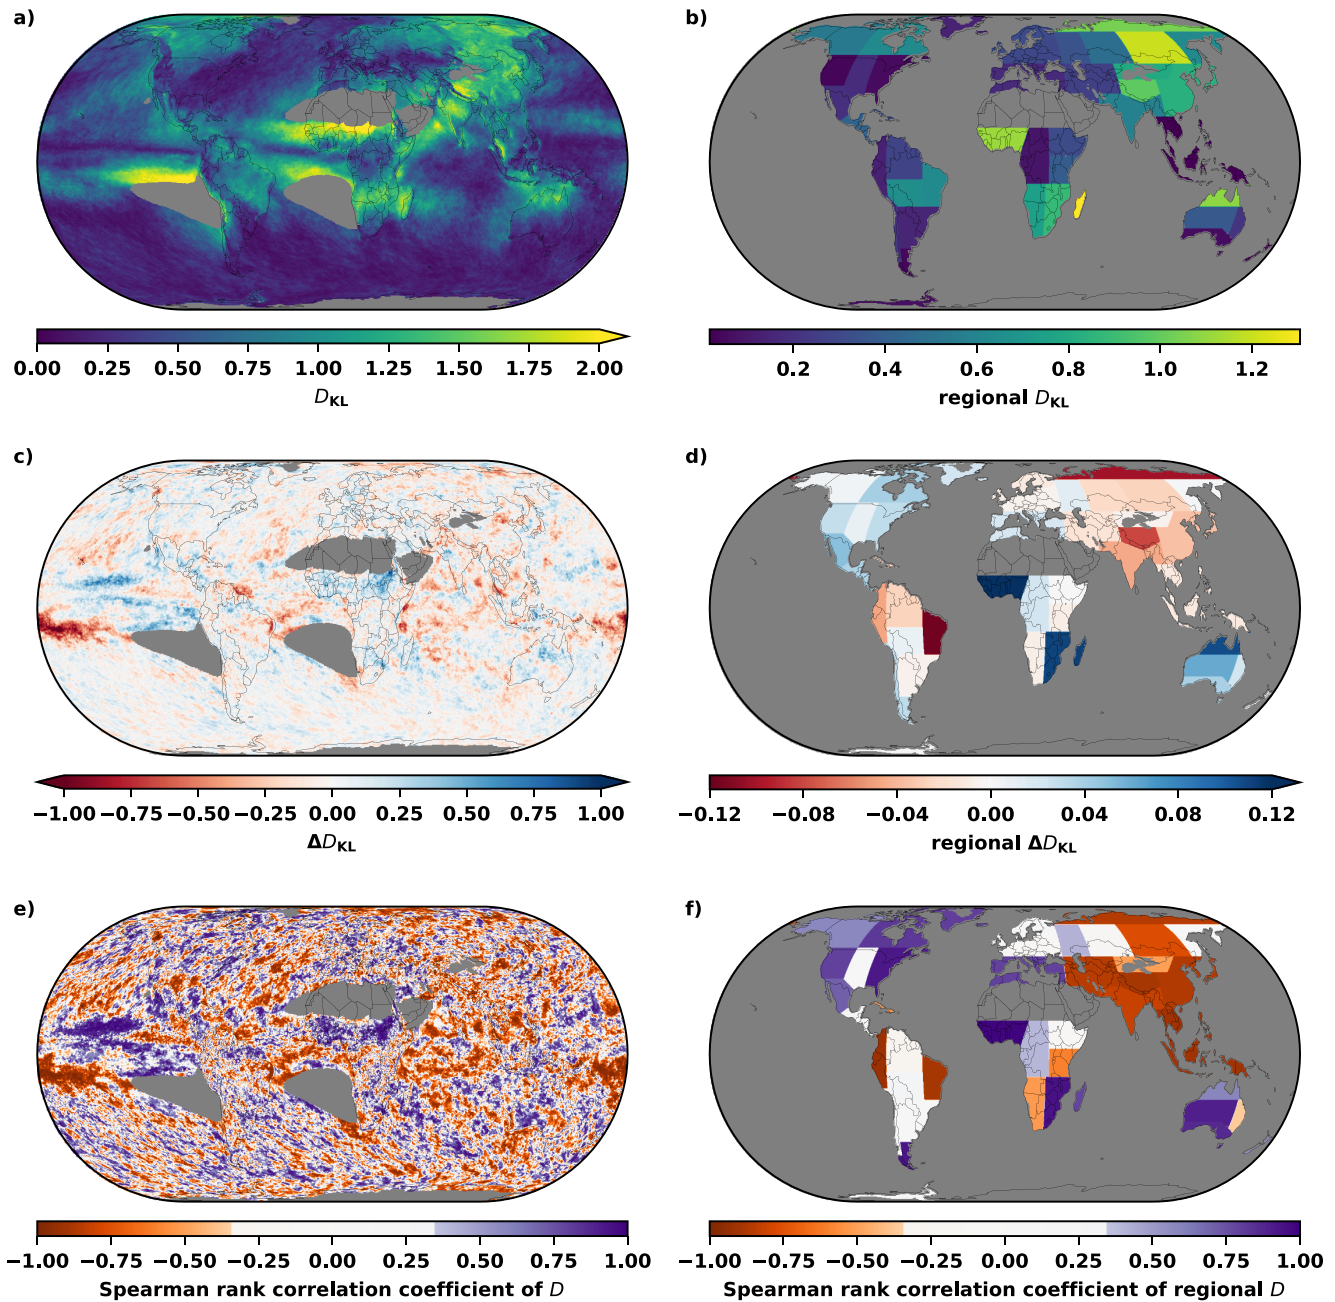 a)
0.00 0.25 0.50 0.75 1.00 1.25 1.50 1.75 2.00
D_KL
b)
0.2 0.4 0.6 0.8 1.0 1.2
regional D_KL
c)
−1.00 −0.75 −0.50 −0.25 0.00 0.25 0.50 0.75 1.00
ΔD_KL
d)
−0.12 −0.08 −0.04 0.00 0.04 0.08 0.12
regional ΔD_KL
e)
−1.00 −0.75 −0.50 −0.25 0.00 0.25 0.50 0.75 1.00
Spearman rank correlation coefficient of D
f)
−1.00 −0.75 −0.50 −0.25 0.00 0.25 0.50 0.75 1.00
Spearman rank correlation coefficient of regional D